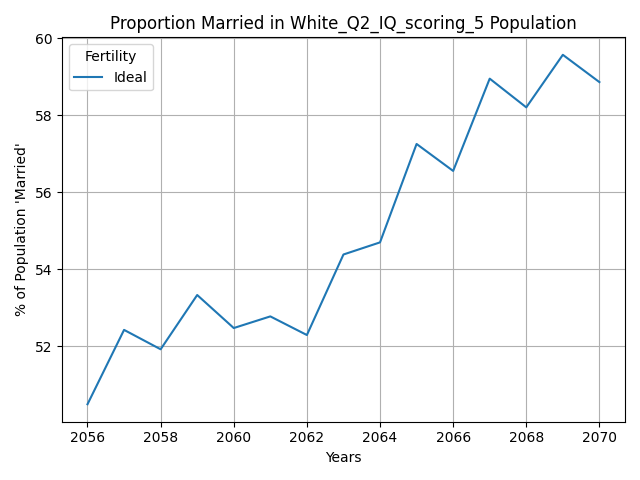 Proportion Married in White_Q2_IQ_scoring_5 Population
Fertility
Ideal
% of Population 'Married'
60
58
56
54
52
2056 2058 2060 2062 2064 2066 2068 2070
Years